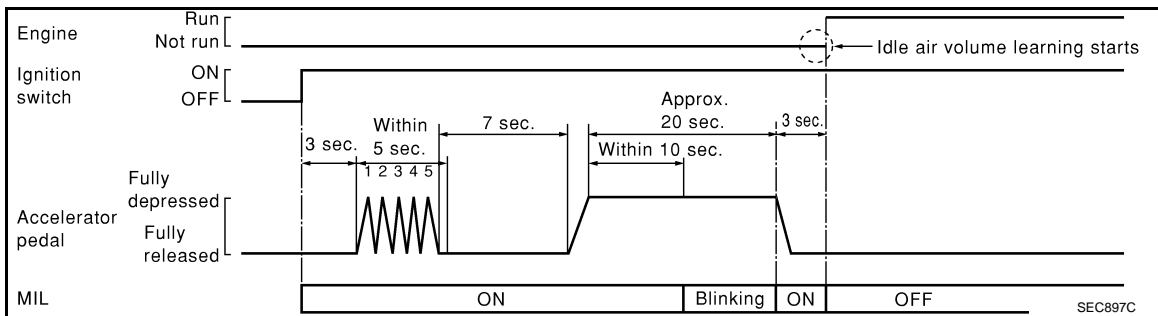 Engine
Run
Not run
Idle air volume learning starts
Ignition
switch
ON
OFF
3 sec.
Within
5 sec.
1 2 3 4 5
7 sec.
Approx.
20 sec.
Within 10 sec.
3 sec.
Accelerator
pedal
Fully
depressed
Fully
released
MIL
ON
Blinking
ON
OFF
SEC897C